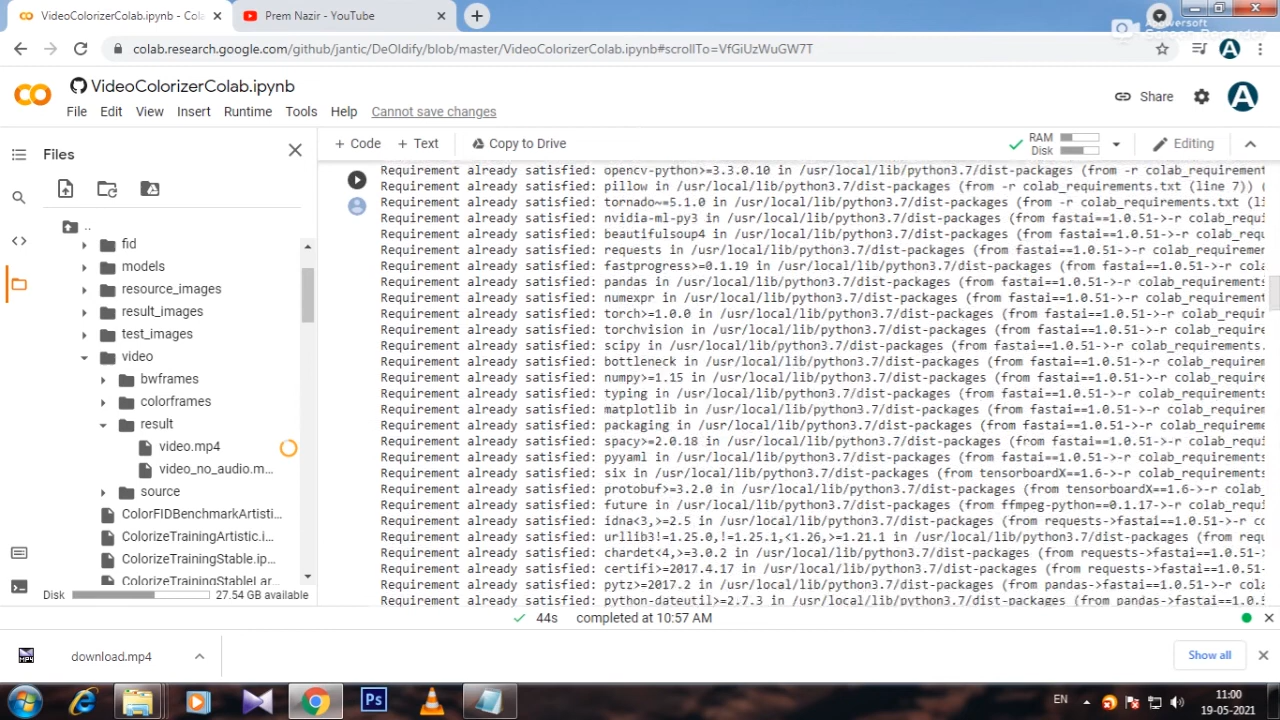 VideoColorizerColab.ipynb - Cola
Prem Nazir - YouTube
Screen Recorder
colab.research.google.com/github/jantic/DeOldify/blob/master/VideoColorizerColab.ipynb#scrollTo=VfGiUzWuGW7T
VideoColorizerColab.ipynb
Share
File Edit View Insert Runtime Tools Help Cannot save changes
Files
+ Code + Text Copy to Drive
RAM
Disk
Editing
..
fid
models
resource_images
result_images
test_images
video
bwframes
colorframes
result
video.mp4
video_no_audio.m...
source
ColorFIDBenchmarkArtisti...
ColorizeTrainingArtistic.i...
ColorizeTrainingStable.ip...
ColorizeTrainingStableLar...
Disk 27.54 GB available
Requirement already satisfied: opencv-python>=3.3.0.10 in /usr/local/lib/python3.7/dist-packages (from -r colab_requirement
Requirement already satisfied: pillow in /usr/local/lib/python3.7/dist-packages (from -r colab_requirements.txt (line 7)) (
Requirement already satisfied: tornado~=5.1.0 in /usr/local/lib/python3.7/dist-packages (from -r colab_requirements.txt (li
Requirement already satisfied: nvidia-ml-py3 in /usr/local/lib/python3.7/dist-packages (from fastai==1.0.51->-r colab_requi
Requirement already satisfied: beautifulsoup4 in /usr/local/lib/python3.7/dist-packages (from fastai==1.0.51->-r colab_requ
Requirement already satisfied: requests in /usr/local/lib/python3.7/dist-packages (from fastai==1.0.51->-r colab_requiremen
Requirement already satisfied: fastprogress>=0.1.19 in /usr/local/lib/python3.7/dist-packages (from fastai==1.0.51->-r cola
Requirement already satisfied: pandas in /usr/local/lib/python3.7/dist-packages (from fastai==1.0.51->-r colab_requirements
Requirement already satisfied: numexpr in /usr/local/lib/python3.7/dist-packages (from fastai==1.0.51->-r colab_requirement
Requirement already satisfied: torch>=1.0.0 in /usr/local/lib/python3.7/dist-packages (from fastai==1.0.51->-r colab_requir
Requirement already satisfied: torchvision in /usr/local/lib/python3.7/dist-packages (from fastai==1.0.51->-r colab_require
Requirement already satisfied: scipy in /usr/local/lib/python3.7/dist-packages (from fastai==1.0.51->-r colab_requirements.
Requirement already satisfied: bottleneck in /usr/local/lib/python3.7/dist-packages (from fastai==1.0.51->-r colab_requirem
Requirement already satisfied: numpy>=1.15 in /usr/local/lib/python3.7/dist-packages (from fastai==1.0.51->-r colab_require
Requirement already satisfied: typing in /usr/local/lib/python3.7/dist-packages (from fastai==1.0.51->-r colab_requirements
Requirement already satisfied: matplotlib in /usr/local/lib/python3.7/dist-packages (from fastai==1.0.51->-r colab_requirem
Requirement already satisfied: packaging in /usr/local/lib/python3.7/dist-packages (from fastai==1.0.51->-r colab_requireme
Requirement already satisfied: spacy>=2.0.18 in /usr/local/lib/python3.7/dist-packages (from fastai==1.0.51->-r colab_requi
Requirement already satisfied: pyyaml in /usr/local/lib/python3.7/dist-packages (from fastai==1.0.51->-r colab_requirements
Requirement already satisfied: six in /usr/local/lib/python3.7/dist-packages (from tensorboardX==1.6->-r colab_requirements
Requirement already satisfied: protobuf>=3.2.0 in /usr/local/lib/python3.7/dist-packages (from tensorboardX==1.6->-r colab_
Requirement already satisfied: future in /usr/local/lib/python3.7/dist-packages (from ffmpeg-python==0.1.17->-r colab_requi
Requirement already satisfied: idna<3,>=2.5 in /usr/local/lib/python3.7/dist-packages (from requests->fastai==1.0.51->-r co
Requirement already satisfied: urllib3!=1.25.0,!=1.25.1,<1.26,>=1.21.1 in /usr/local/lib/python3.7/dist-packages (from requ
Requirement already satisfied: chardet<4,>=3.0.2 in /usr/local/lib/python3.7/dist-packages (from requests->fastai==1.0.51->
Requirement already satisfied: certifi>=2017.4.17 in /usr/local/lib/python3.7/dist-packages (from requests->fastai==1.0.51-
Requirement already satisfied: pytz>=2017.2 in /usr/local/lib/python3.7/dist-packages (from pandas->fastai==1.0.51->-r cola
Requirement already satisfied: python-dateutil>=2.7.3 in /usr/local/lib/python3.7/dist-packages (from pandas->fastai==1.0.5
44s completed at 10:57 AM
download.mp4
Show all
Ps
EN
11:00
19-05-2021